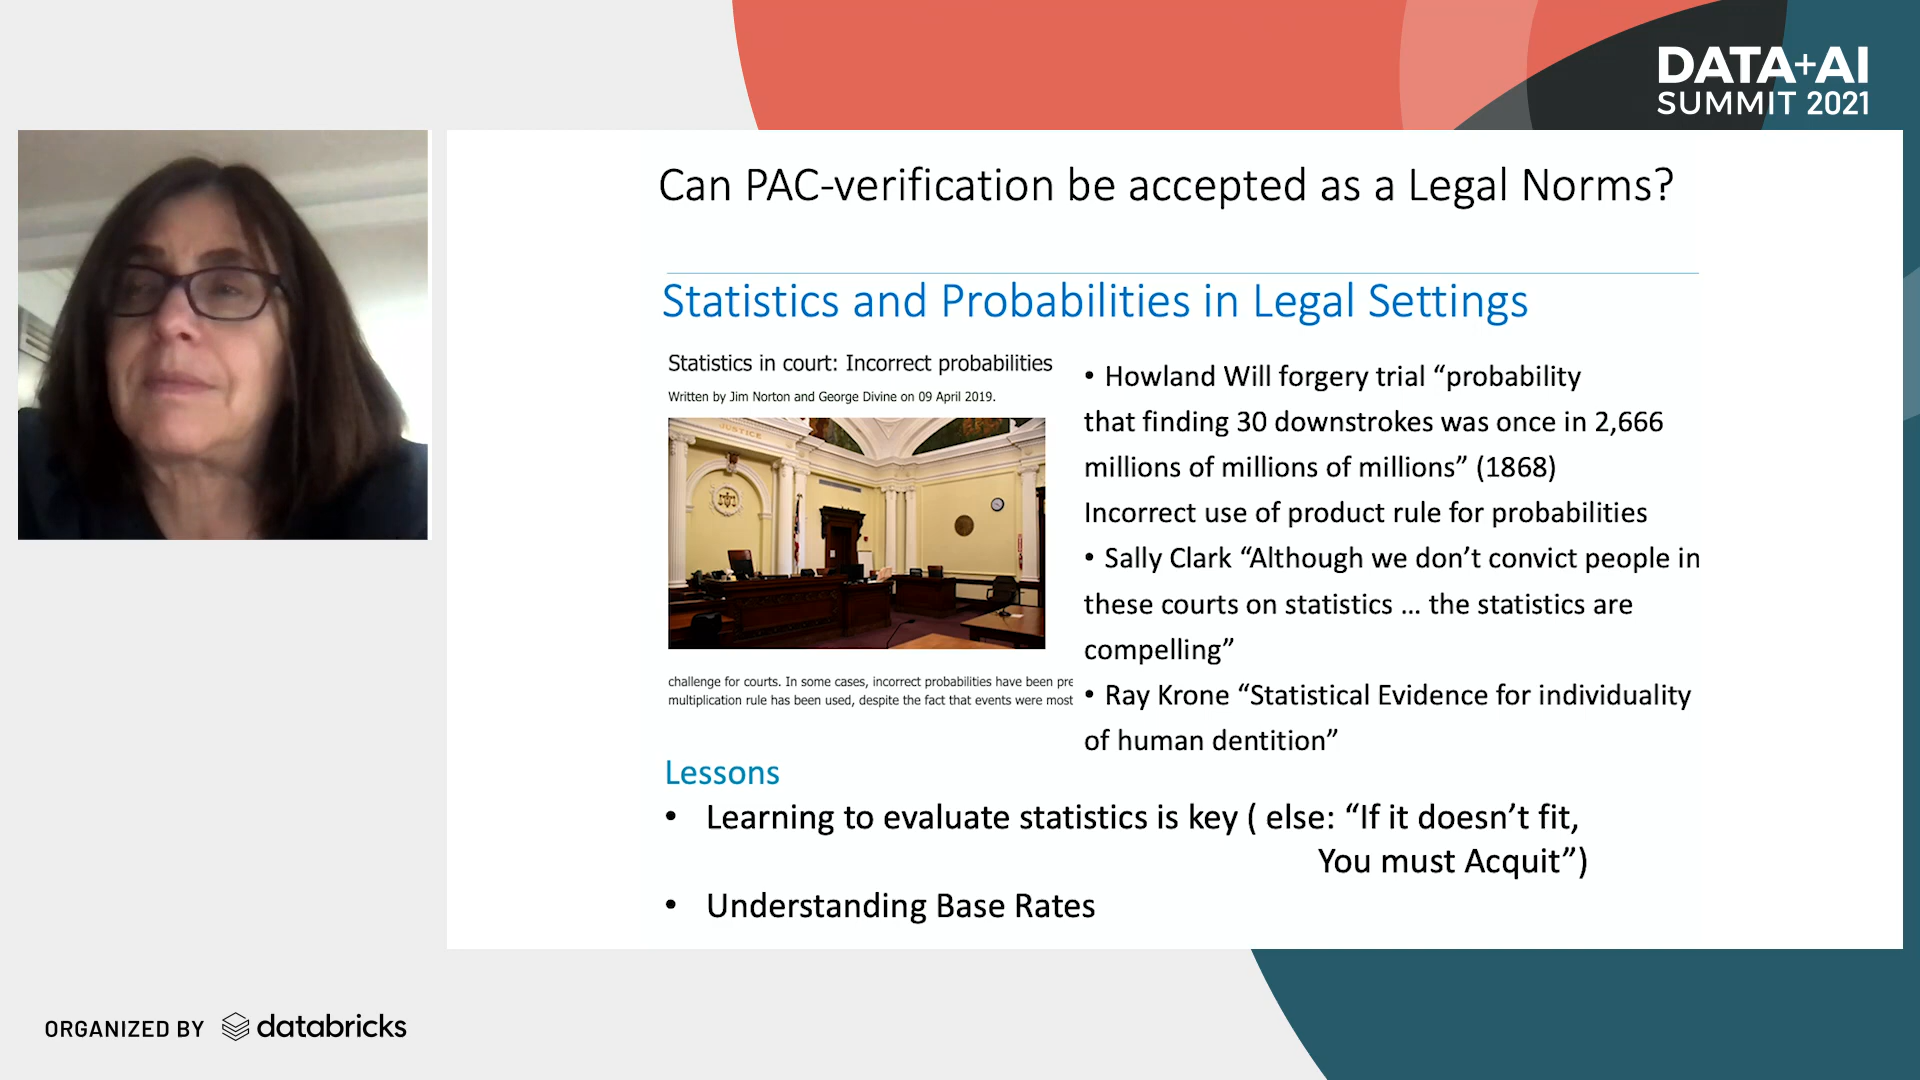 DATA+AI
SUMMIT 2021
Can PAC-verification be accepted as a Legal Norms?
Statistics and Probabilities in Legal Settings
Statistics in court: Incorrect probabilities
Written by Jim Norton and George Divine on 09 April 2019.
JUSTICE
challenge for courts. In some cases, incorrect probabilities have been pre
multiplication rule has been used, despite the fact that events were most
• Howland Will forgery trial “probability
that finding 30 downstrokes was once in 2,666
millions of millions of millions” (1868)
Incorrect use of product rule for probabilities
• Sally Clark “Although we don’t convict people in
these courts on statistics ... the statistics are
compelling”
• Ray Krone “Statistical Evidence for individuality
of human dentition”
Lessons
• Learning to evaluate statistics is key ( else: “If it doesn’t fit,
You must Acquit”)
• Understanding Base Rates
ORGANIZED BY databricks